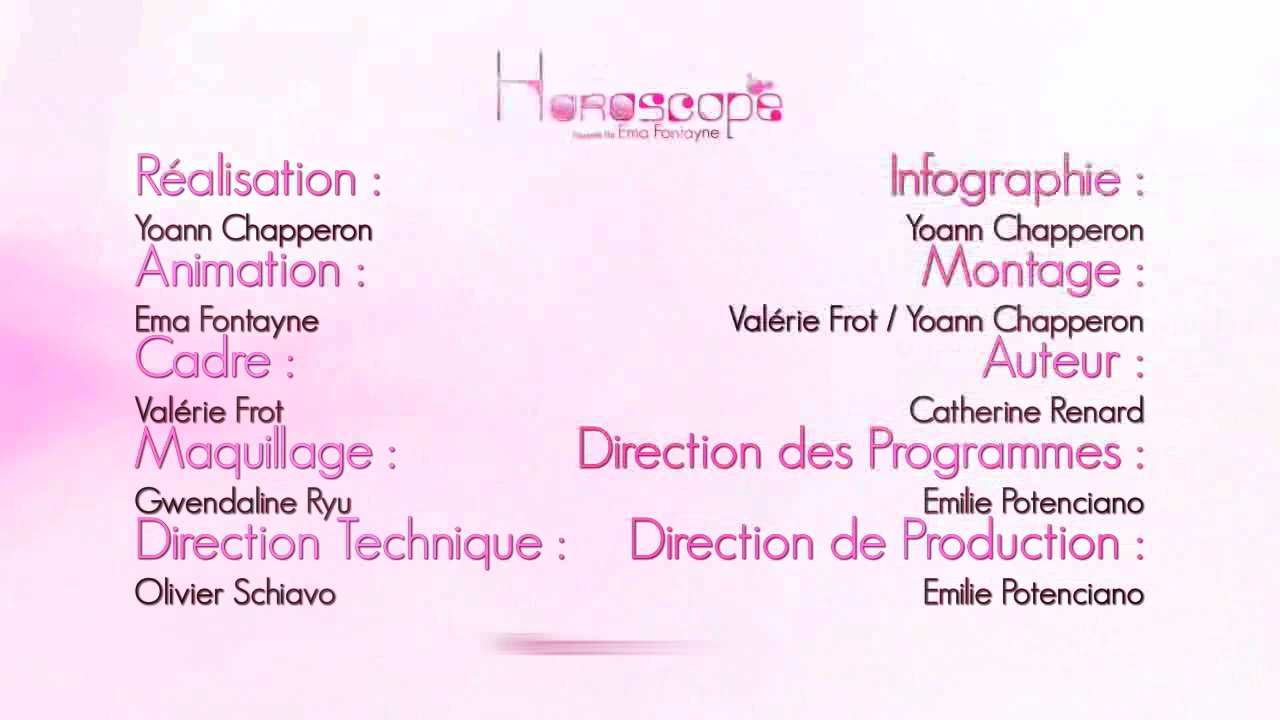 Horoscope
Présenté Par Ema Fontayne
Réalisation :
Yoann Chapperon
Animation :
Ema Fontayne
Cadre :
Valérie Frot
Maquillage :
Gwendaline Ryu
Direction Technique :
Olivier Schiavo
Infographie :
Yoann Chapperon
Montage :
Valérie Frot / Yoann Chapperon
Auteur :
Catherine Renard
Direction des Programmes :
Emilie Potenciano
Direction de Production :
Emilie Potenciano